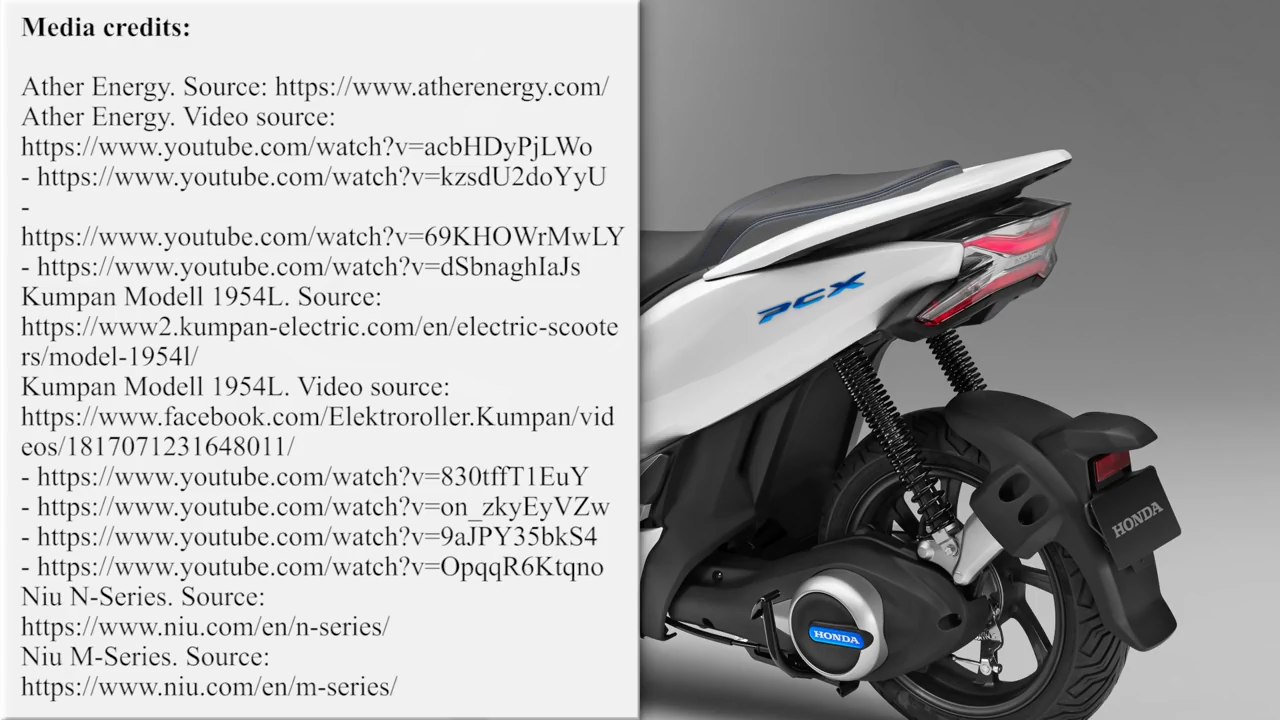 Media credits:
Ather Energy. Source: https://www.atherenergy.com/
Ather Energy. Video source:
https://www.youtube.com/watch?v=acbHDyPjLWo
- https://www.youtube.com/watch?v=kzsdU2doYyU
-
https://www.youtube.com/watch?v=69KHOWrMwLY
- https://www.youtube.com/watch?v=dSbnaghIaJs
Kumpan Modell 1954L. Source:
https://www2.kumpan-electric.com/en/electric-scoote
rs/model-1954l/
Kumpan Modell 1954L. Video source:
https://www.facebook.com/Elektroroller.Kumpan/vid
eos/1817071231648011/
- https://www.youtube.com/watch?v=830tffT1EuY
- https://www.youtube.com/watch?v=on_zkyEyVZw
- https://www.youtube.com/watch?v=9aJPY35bkS4
- https://www.youtube.com/watch?v=OpqqR6Ktqno
Niu N-Series. Source:
https://www.niu.com/en/n-series/
Niu M-Series. Source:
https://www.niu.com/en/m-series/
PCX
HONDA
HONDA